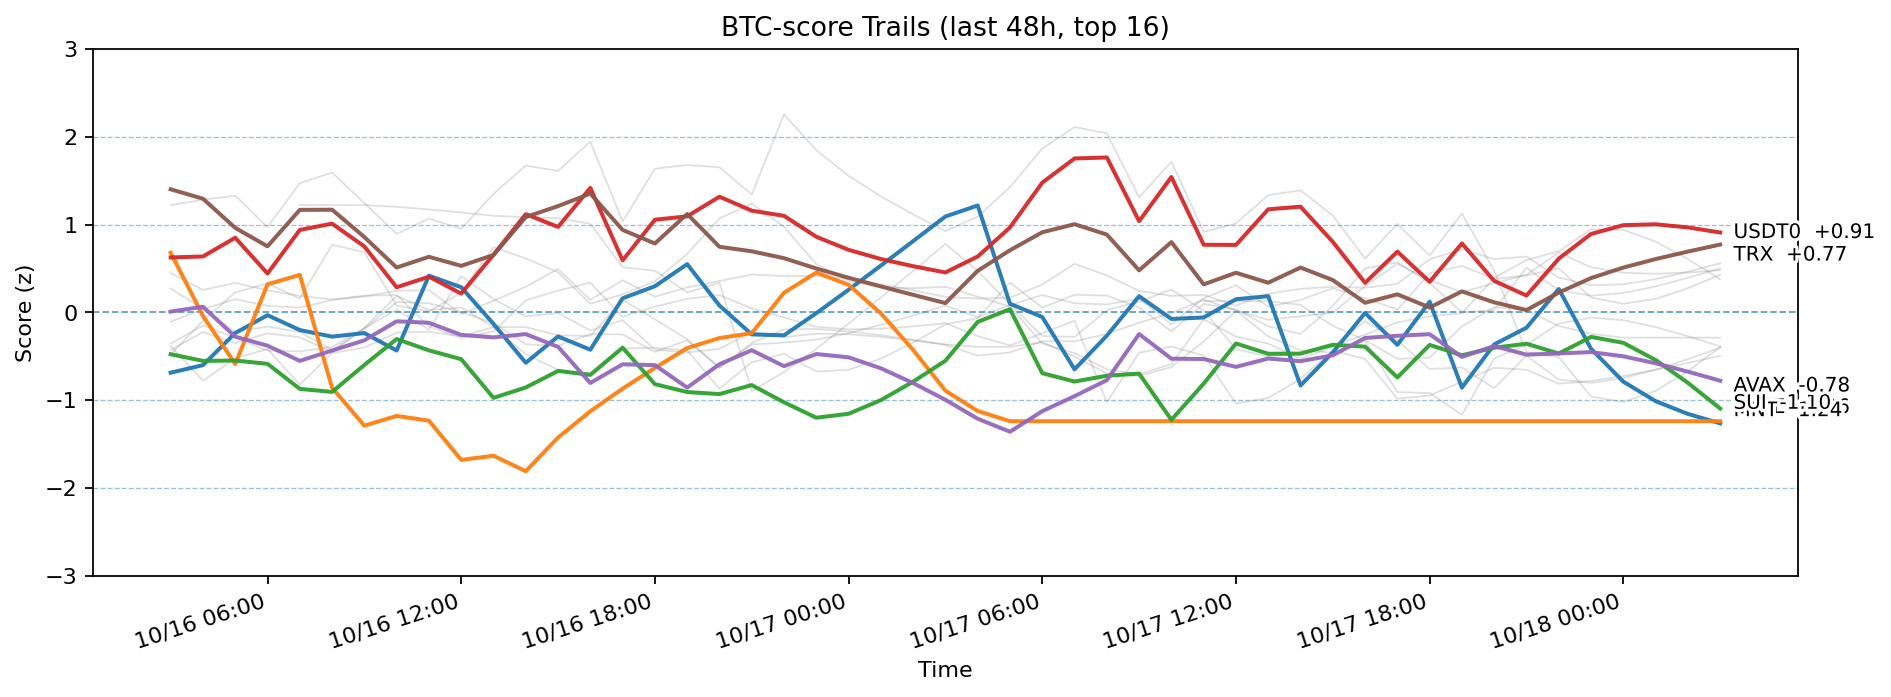 BTC-score Trails (last 48h, top 16)
3
2
1
0
−1
−2
−3
Score (z)
USDT0 +0.91
TRX +0.77
AVAX -0.78
SUI -1.10
10/16 06:00
10/16 12:00
10/16 18:00
10/17 00:00
10/17 06:00
10/17 12:00
10/17 18:00
10/18 00:00
Time